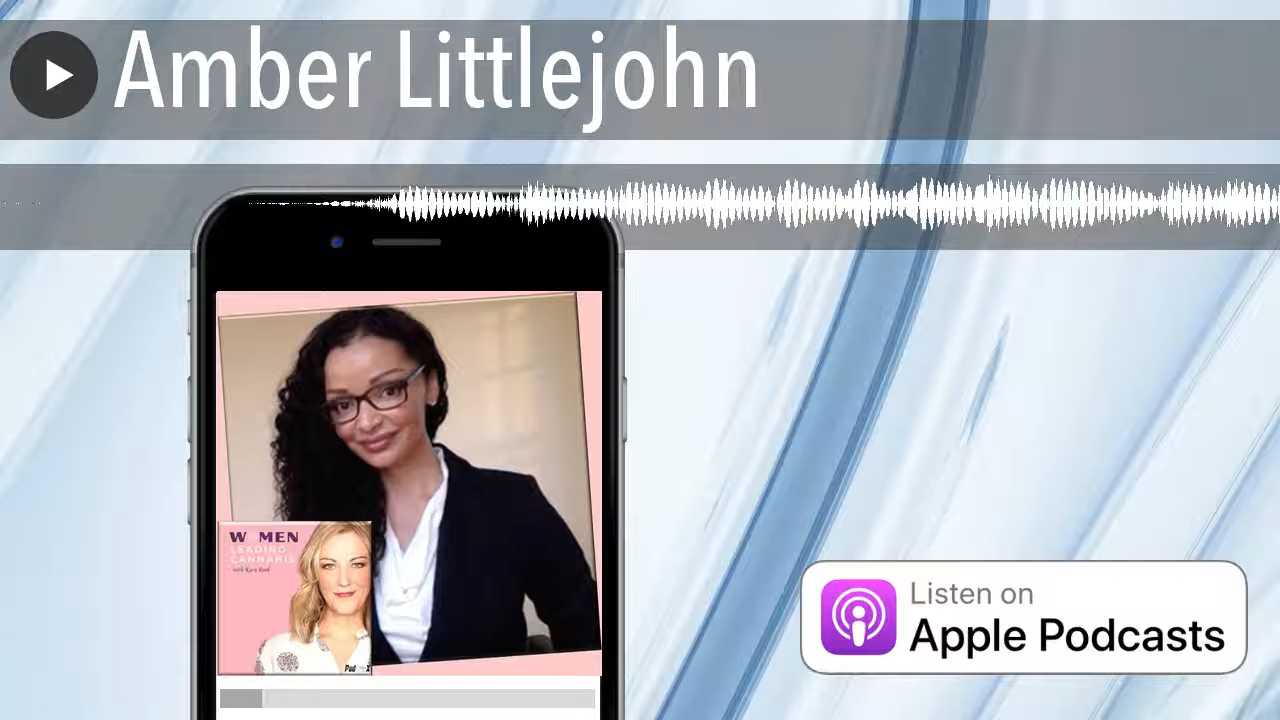 Amber Littlejohn
W MEN
LEADING
CANNABIS
Listen on
Apple Podcasts